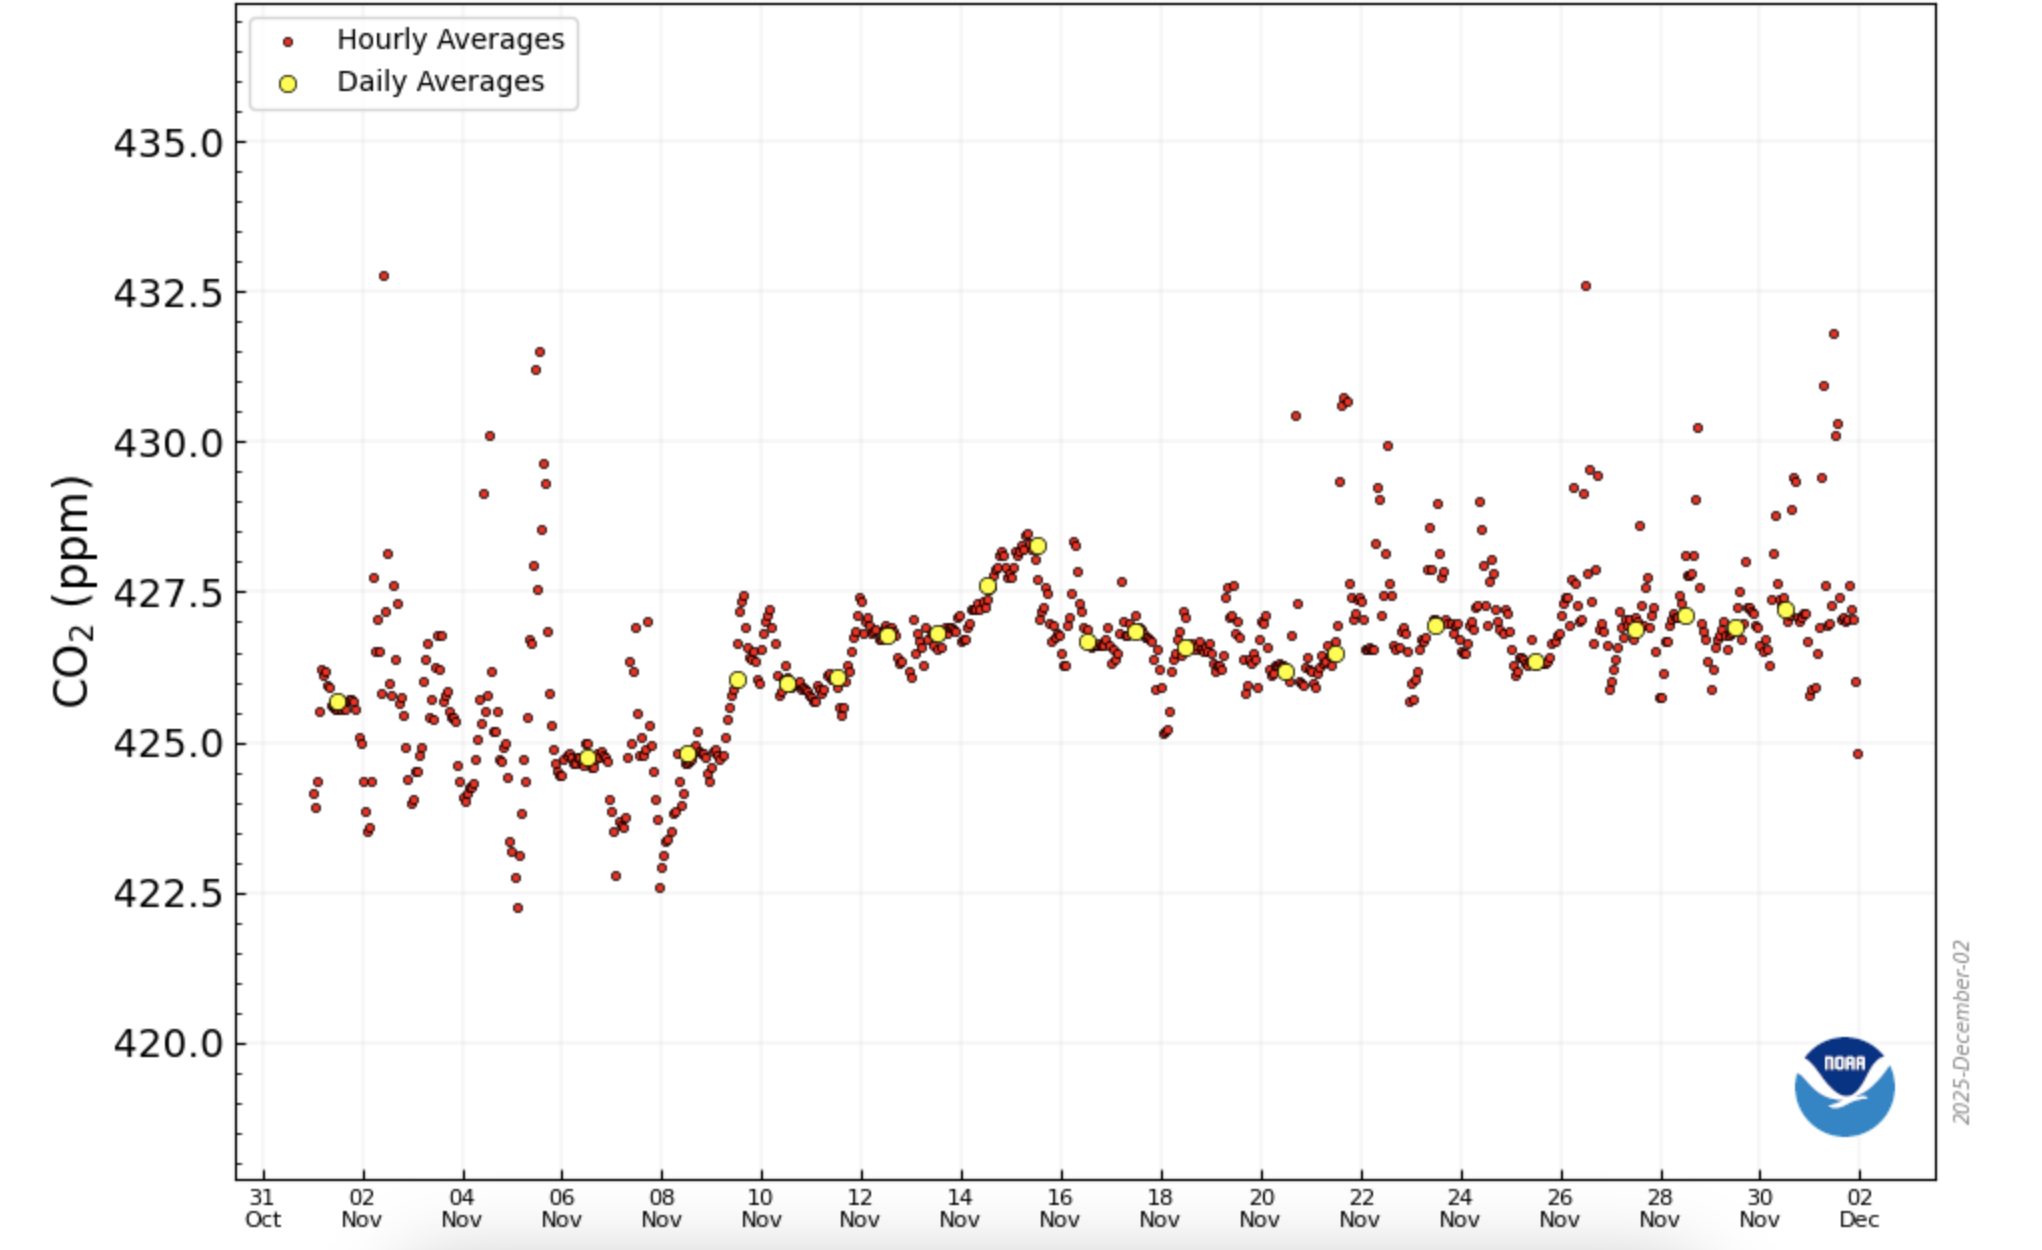 Hourly Averages
Daily Averages
435.0
432.5
430.0
427.5
425.0
422.5
420.0
CO₂ (ppm)
31 Oct
02 Nov
04 Nov
06 Nov
08 Nov
10 Nov
12 Nov
14 Nov
16 Nov
18 Nov
20 Nov
22 Nov
24 Nov
26 Nov
28 Nov
30 Nov
02 Dec
NOAA
2025-December-02